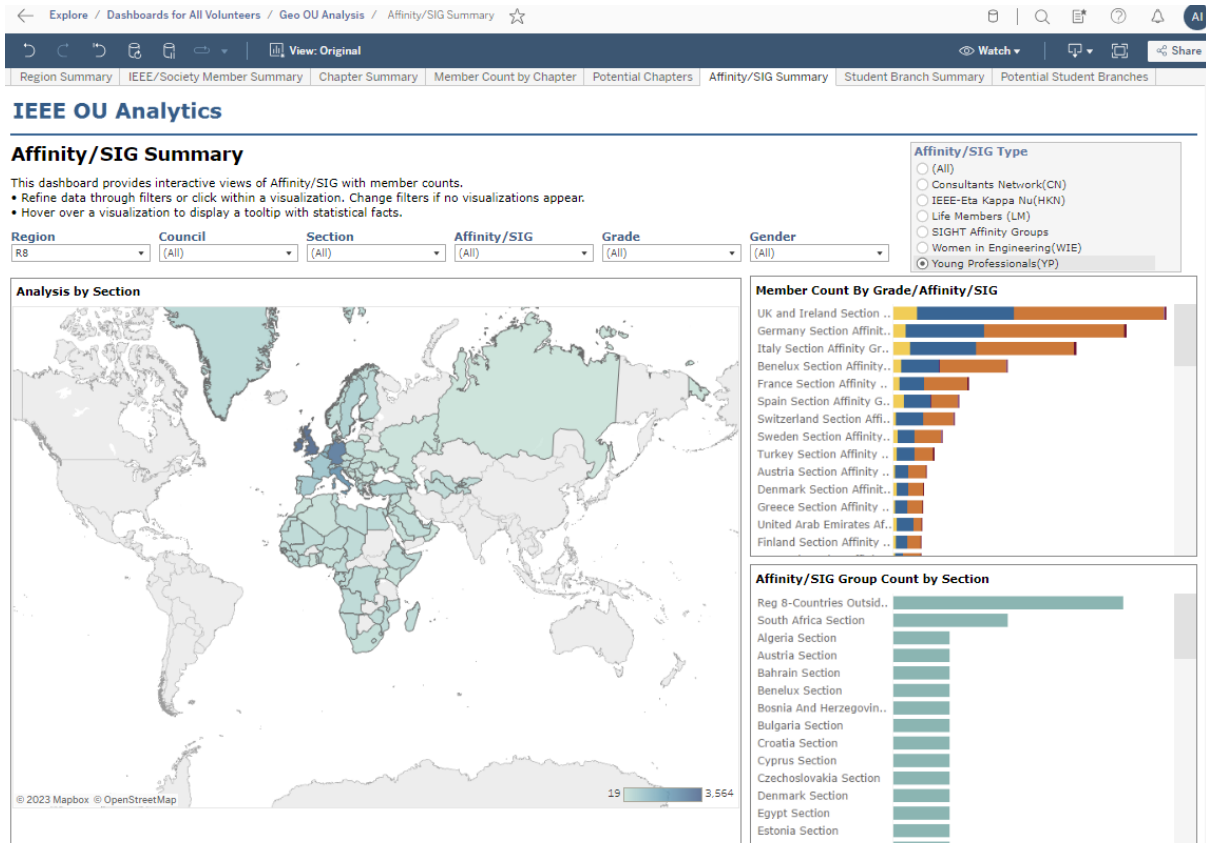 Explore / Dashboards for All Volunteers / Geo OU Analysis / Affinity/SIG Summary
AI
View: Original
Watch
Share
Region Summary
IEEE/Society Member Summary
Chapter Summary
Member Count by Chapter
Potential Chapters
Affinity/SIG Summary
Student Branch Summary
Potential Student Branches
IEEE OU Analytics
Affinity/SIG Summary
This dashboard provides interactive views of Affinity/SIG with member counts.
• Refine data through filters or click within a visualization. Change filters if no visualizations appear.
• Hover over a visualization to display a tooltip with statistical facts.
Affinity/SIG Type
(All)
Consultants Network(CN)
IEEE-Eta Kappa Nu(HKN)
Life Members (LM)
SIGHT Affinity Groups
Women in Engineering(WIE)
Young Professionals(YP)
Region
R8
Council
(All)
Section
(All)
Affinity/SIG
(All)
Grade
(All)
Gender
(All)
Analysis by Section
© 2023 Mapbox © OpenStreetMap
19
3,564
Member Count By Grade/Affinity/SIG
UK and Ireland Section ..
Germany Section Affinit..
Italy Section Affinity Gr..
Benelux Section Affinity..
France Section Affinity ..
Spain Section Affinity G..
Switzerland Section Affi..
Sweden Section Affinity..
Turkey Section Affinity ..
Austria Section Affinity ..
Denmark Section Affinit..
Greece Section Affinity ..
United Arab Emirates Af..
Finland Section Affinity ..
Affinity/SIG Group Count by Section
Reg 8-Countries Outsid..
South Africa Section
Algeria Section
Austria Section
Bahrain Section
Benelux Section
Bosnia And Herzegovin..
Bulgaria Section
Croatia Section
Cyprus Section
Czechoslovakia Section
Denmark Section
Egypt Section
Estonia Section